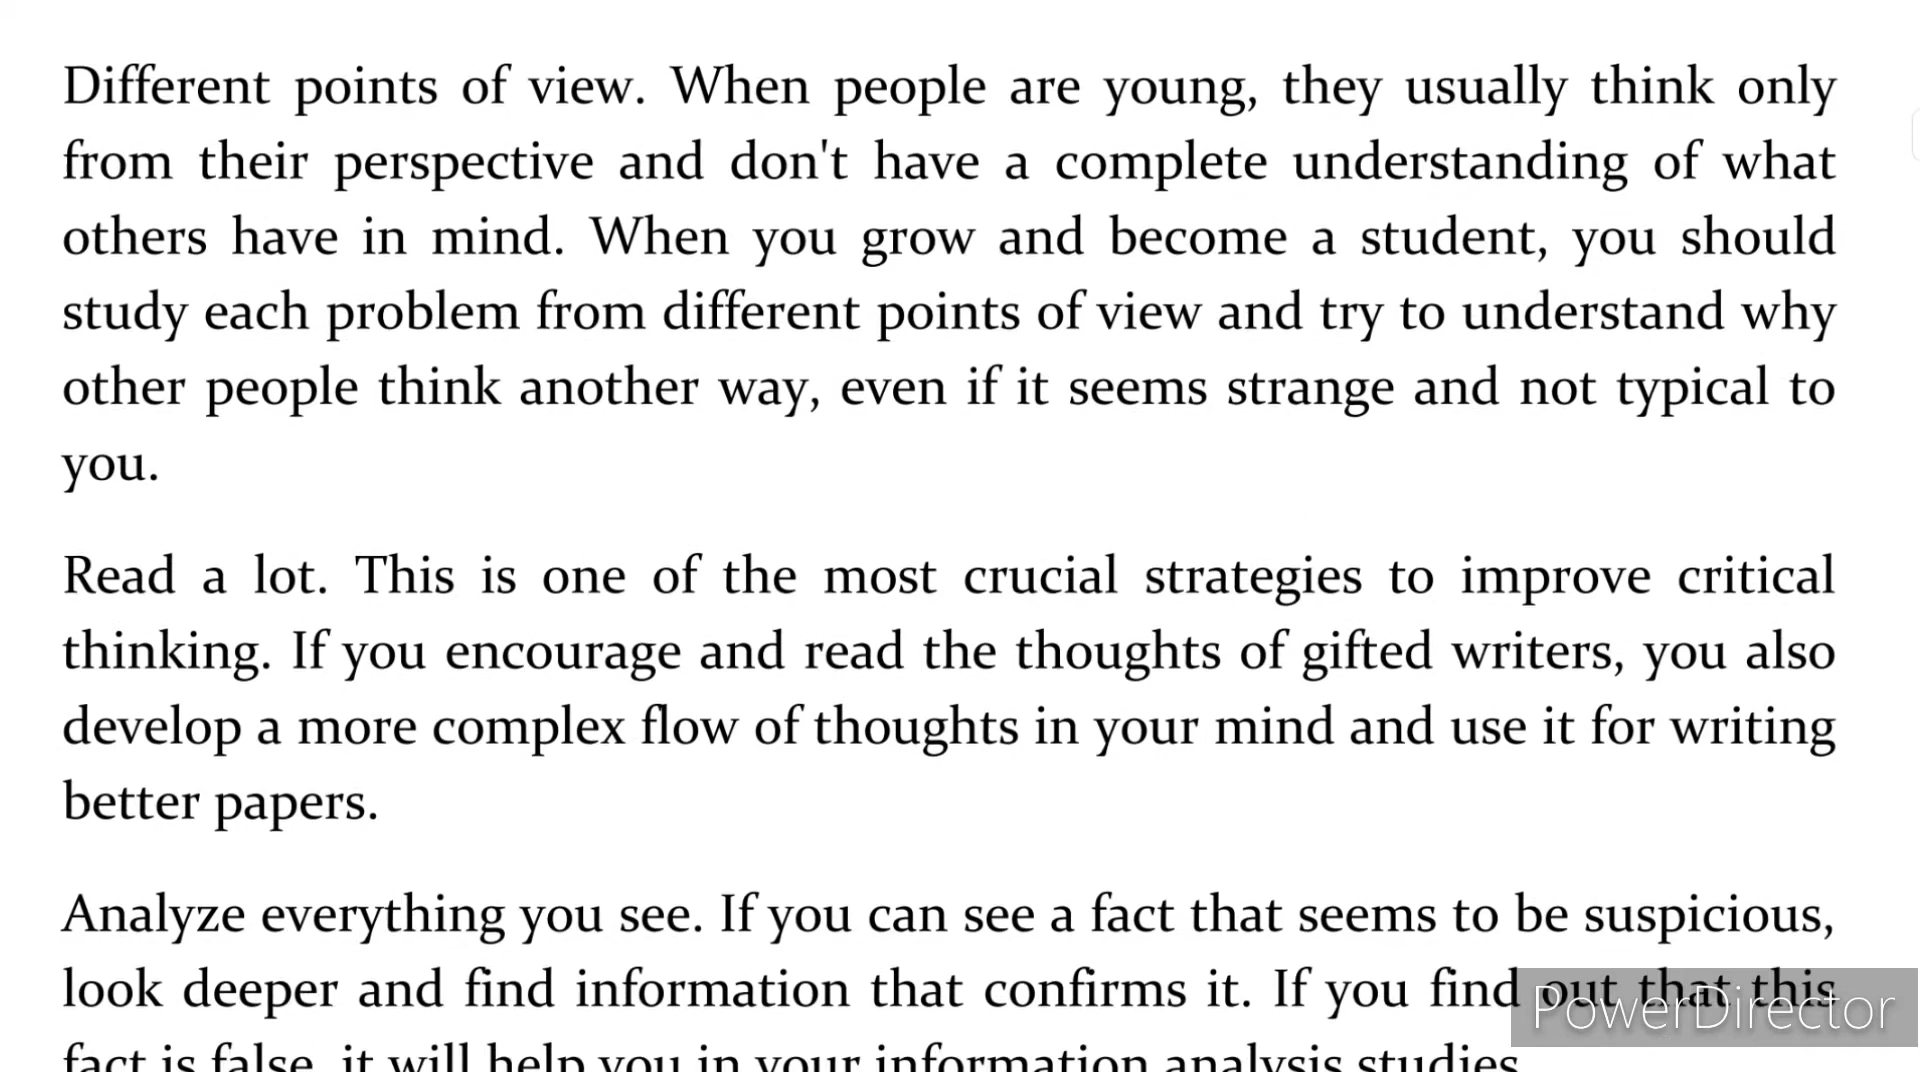 Different points of view. When people are young, they usually think only
from their perspective and don't have a complete understanding of what
others have in mind. When you grow and become a student, you should
study each problem from different points of view and try to understand why
other people think another way, even if it seems strange and not typical to
you.
Read a lot. This is one of the most crucial strategies to improve critical
thinking. If you encourage and read the thoughts of gifted writers, you also
develop a more complex flow of thoughts in your mind and use it for writing
better papers.
Analyze everything you see. If you can see a fact that seems to be suspicious,
look deeper and find information that confirms it. If you find out that this
PowerDirector
fact is false, it will help you in your information analysis studies.